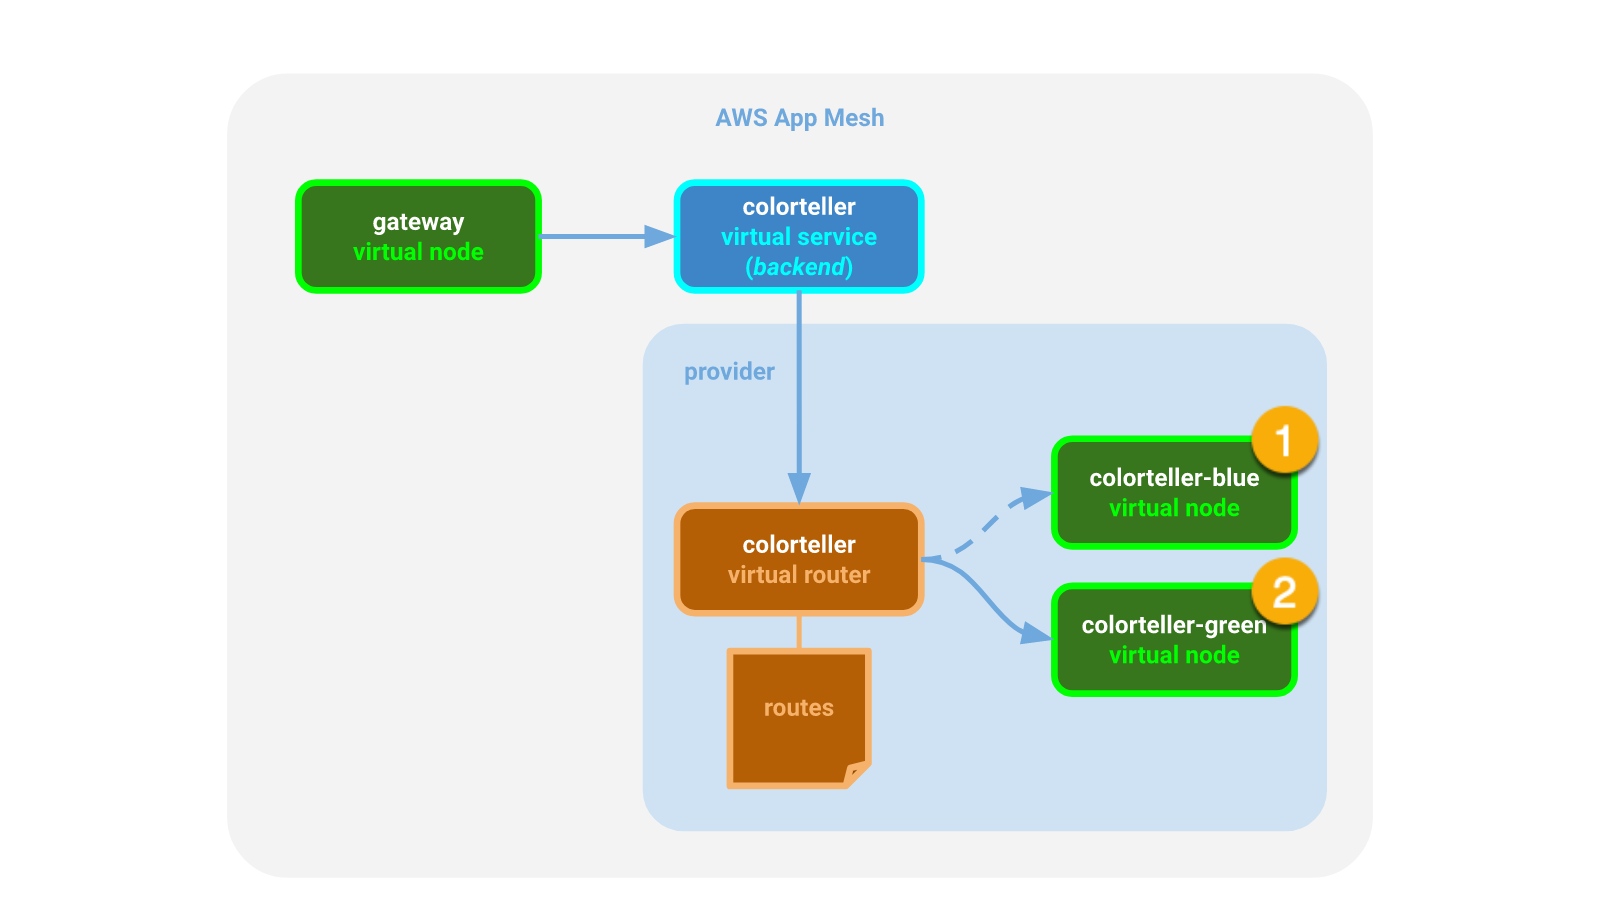 AWS App Mesh
gateway
virtual node
colorteller
virtual service
(backend)
provider
colorteller
virtual router
routes
1
colorteller-blue
virtual node
2
colorteller-green
virtual node